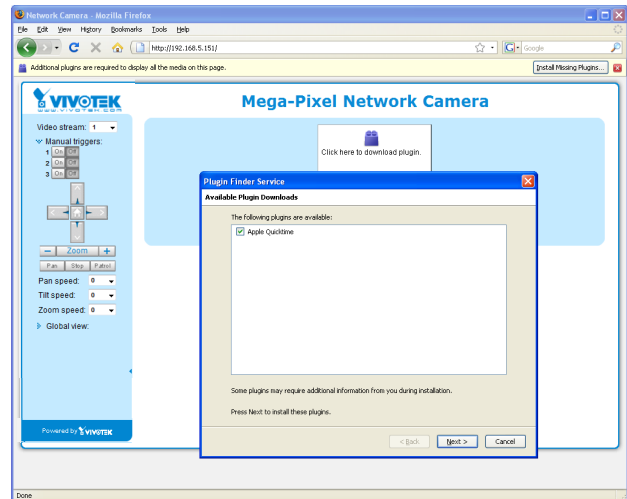 Network Camera - Mozilla Firefox
File Edit View History Bookmarks Tools Help
http://192.168.5.151/
G Google
Additional plugins are required to display all the media on this page.
Install Missing Plugins...
VIVOTEK
WWW.VIVOTEK.COM
Mega-Pixel Network Camera
Video stream: 1
Manual triggers:
1 On Off
2 On Off
3 On Off
Click here to download plugin.
Zoom
Pan Stop Patrol
Pan speed: 0
Tilt speed: 0
Zoom speed: 0
Global view:
Powered by VIVOTEK
Plugin Finder Service
Available Plugin Downloads
The following plugins are available:
Apple Quicktime
Some plugins may require additional information from you during installation.
Press Next to install these plugins.
< Back Next > Cancel
Done